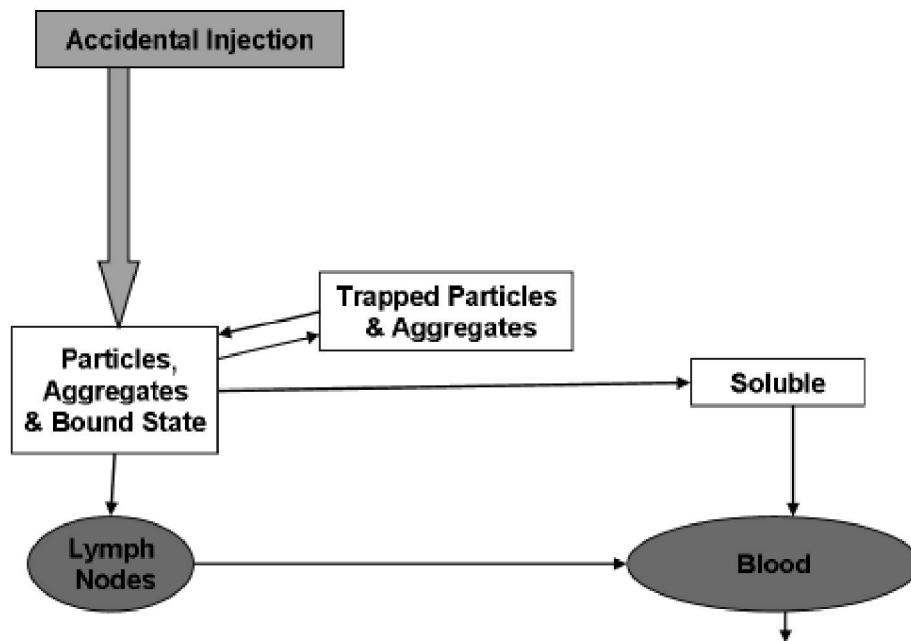 Accidental Injection
Trapped Particles
& Aggregates
Particles,
Aggregates
& Bound State
Soluble
Lymph
Nodes
Blood